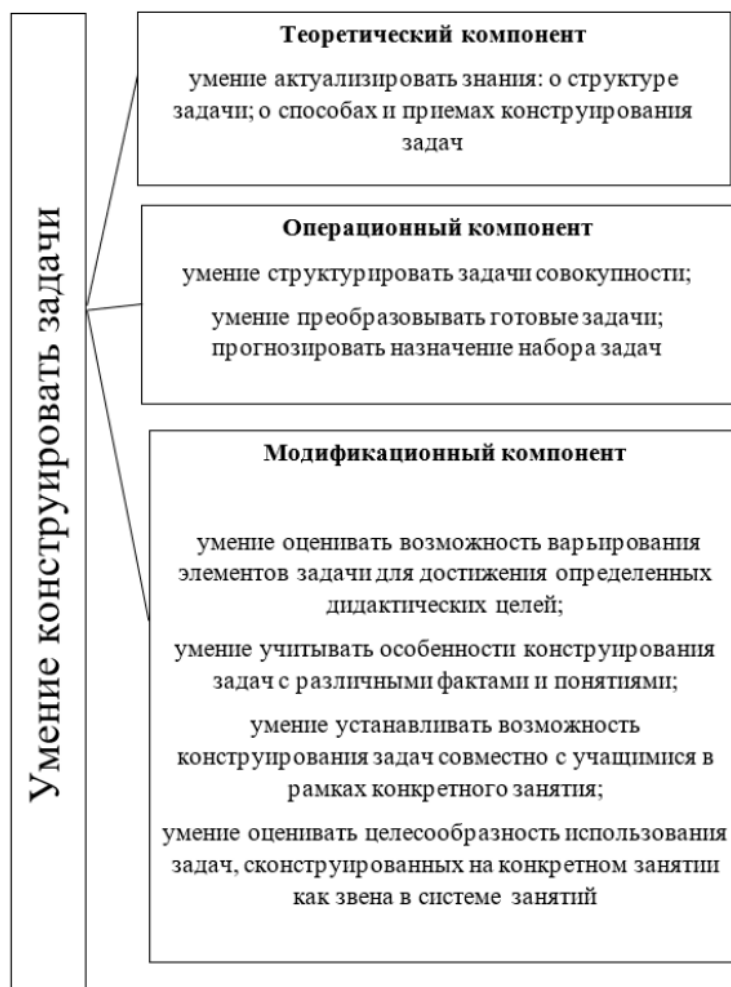 Умение конструировать задачи
Теоретический компонент
умение актуализировать знания: о структуре
задачи; о способах и приемах конструирования
задач
Операционный компонент
умение структурировать задачи совокупности;
умение преобразовывать готовые задачи;
прогнозировать назначение набора задач
Модификационный компонент
умение оценивать возможность варьирования
элементов задачи для достижения определенных
дидактических целей;
умение учитывать особенности конструирования
задач с различными фактами и понятиями;
умение устанавливать возможность
конструирования задач совместно с учащимися в
рамках конкретного занятия;
умение оценивать целесообразность использования
задач, сконструированных на конкретном занятии
как звена в системе занятий